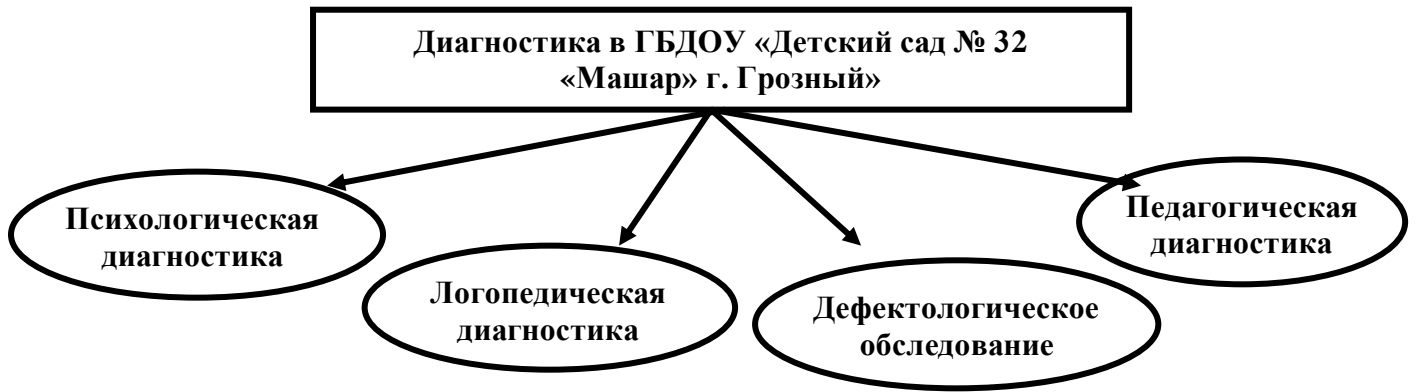 Диагностика в ГБДОУ «Детский сад № 32
«Машар» г. Грозный»
Психологическая
диагностика
Логопедическая
диагностика
Дефектологическое
обследование
Педагогическая
диагностика